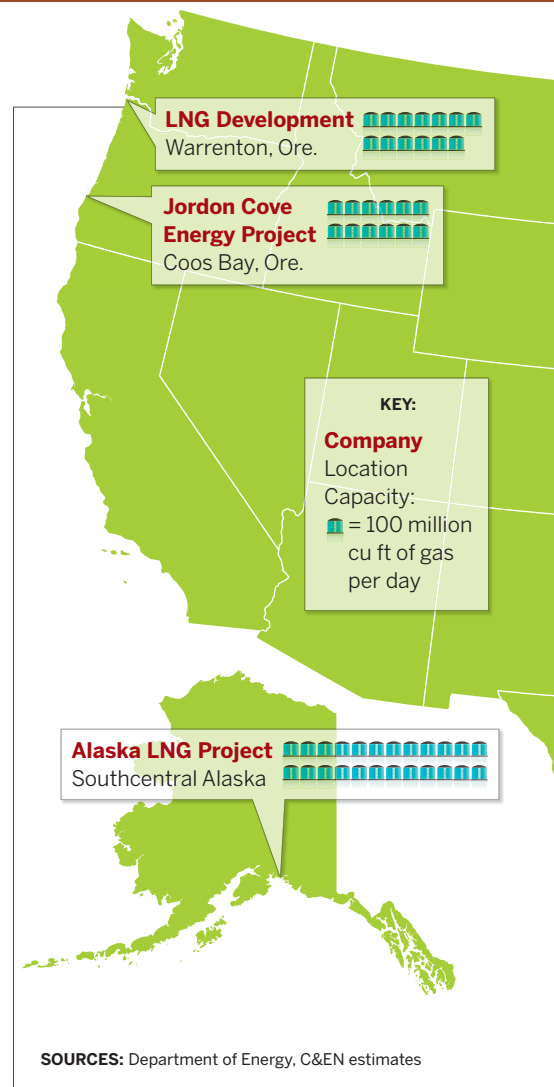 LNG Development
Warrenton, Ore.
Jordon Cove
Energy Project
Coos Bay, Ore.
KEY:
Company
Location
Capacity:
= 100 million
cu ft of gas
per day
Alaska LNG Project
Southcentral Alaska
SOURCES: Department of Energy, C&EN estimates